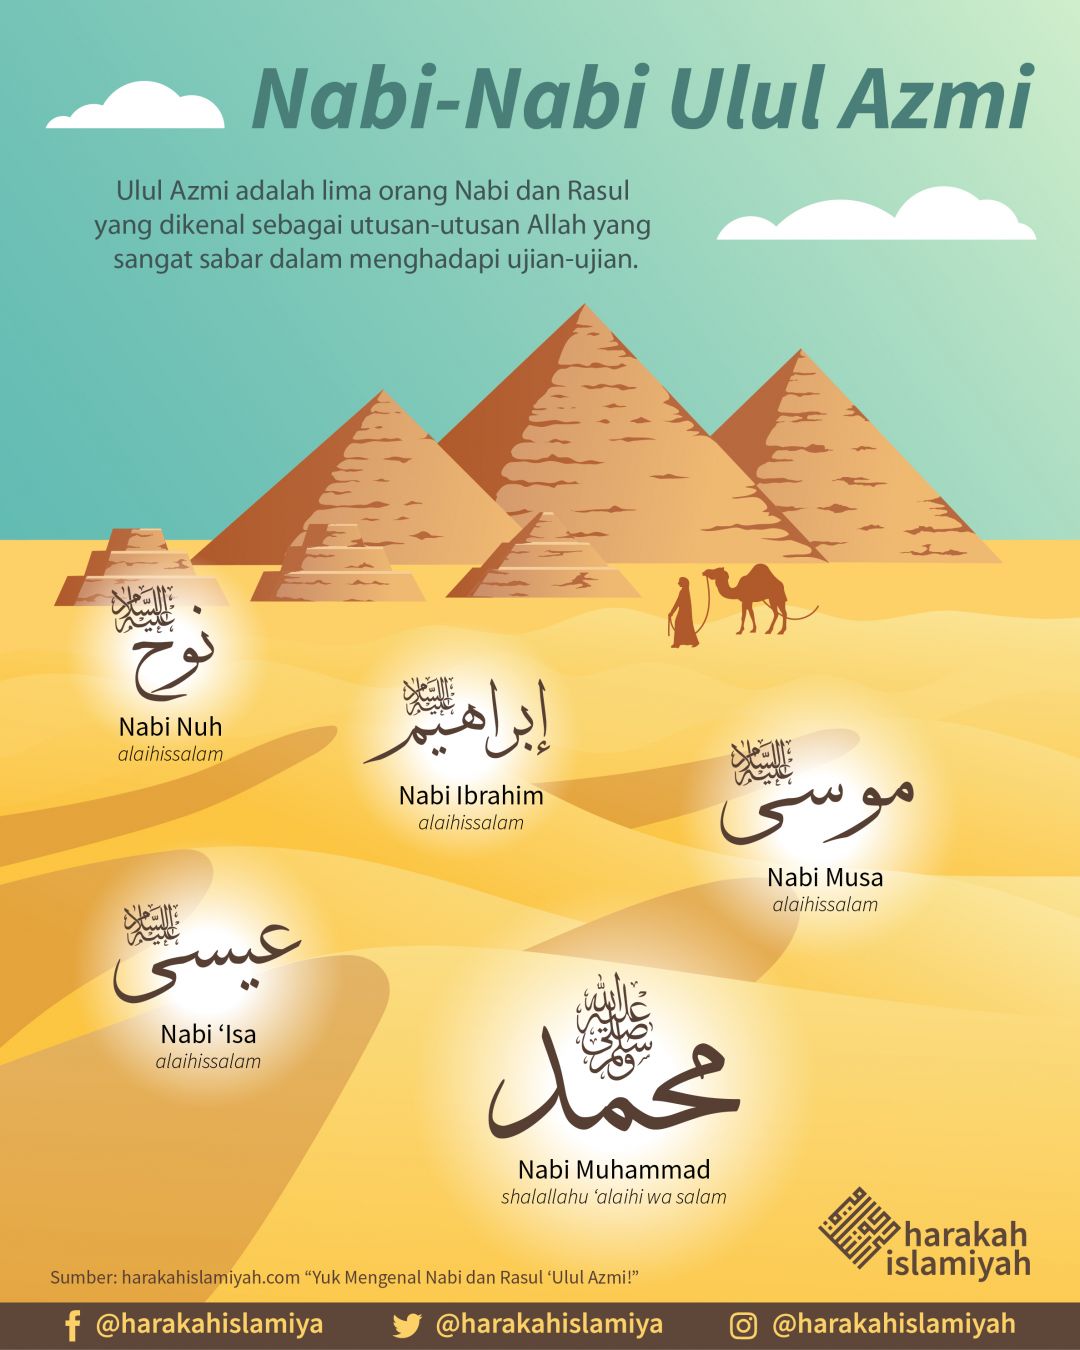 Nabi-Nabi Ulul Azmi
Ulul Azmi adalah lima orang Nabi dan Rasul
yang dikenal sebagai utusan-utusan Allah yang
sangat sabar dalam menghadapi ujian-ujian.
عليه السلام
نوح
Nabi Nuh
alaihissalam
عليه السلام
إبراهيم
Nabi Ibrahim
alaihissalam
عليه السلام
موسى
Nabi Musa
alaihissalam
عليه السلام
عيسى
Nabi ‘Isa
alaihissalam
صلى الله عليه وسلم
محمد
Nabi Muhammad
shalallahu ‘alaihi wa salam
harakah
islamiyah
Sumber: harakahislamiyah.com “Yuk Mengenal Nabi dan Rasul ‘Ulul Azmi!”
@harakahislamiya
@harakahislamiya
@harakahislamiyah